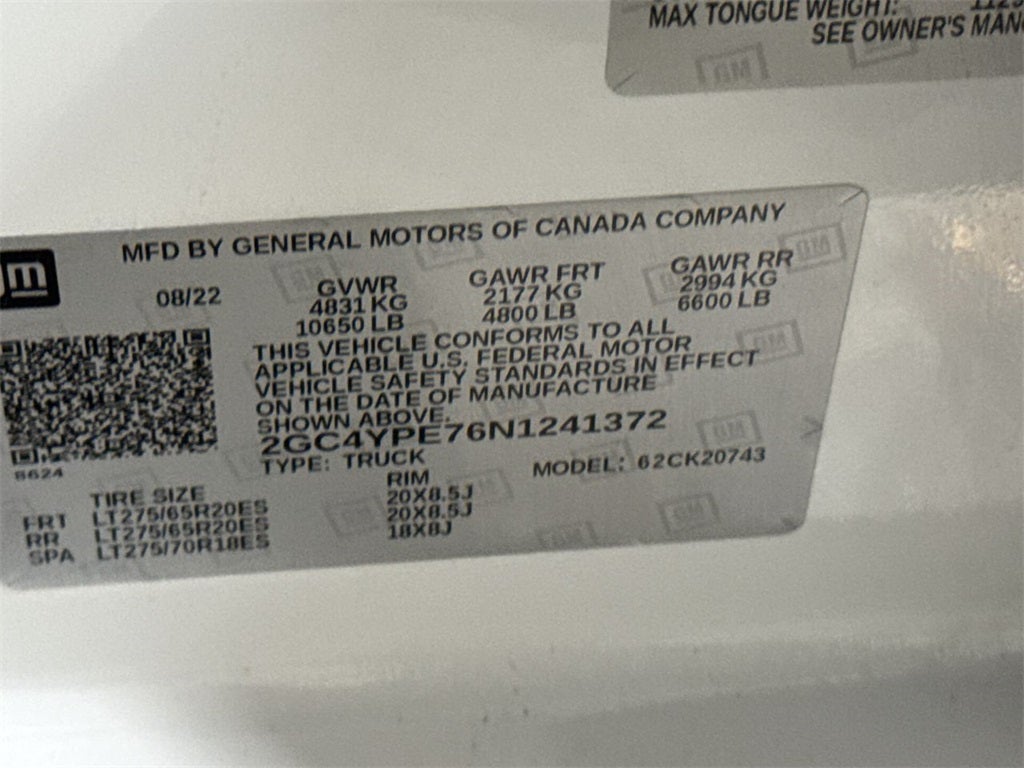 MAX TONGUE WEIGHT:
SEE OWNER'S
MFD BY GENERAL MOTORS OF CANADA COMPANY
gm
08/22
GVWR GAWR FRT GAWR RR
4831 KG 2177 KG 2994 KG
10650 LB 4800 LB 6600 LB
THIS VEHICLE CONFORMS TO ALL
APPLICABLE U.S. FEDERAL MOTOR
VEHICLE SAFETY STANDARDS IN EFFECT
ON THE DATE OF MANUFACTURE
SHOWN ABOVE.
2GC4YPE76N1241372
8624
TYPE: TRUCK MODEL: 62CK20743
TIRE SIZE RIM
FRT LT275/65R20ES 20X8.5J
RR LT275/65R20ES 20X8.5J
SPA LT275/70R18ES 18X8J